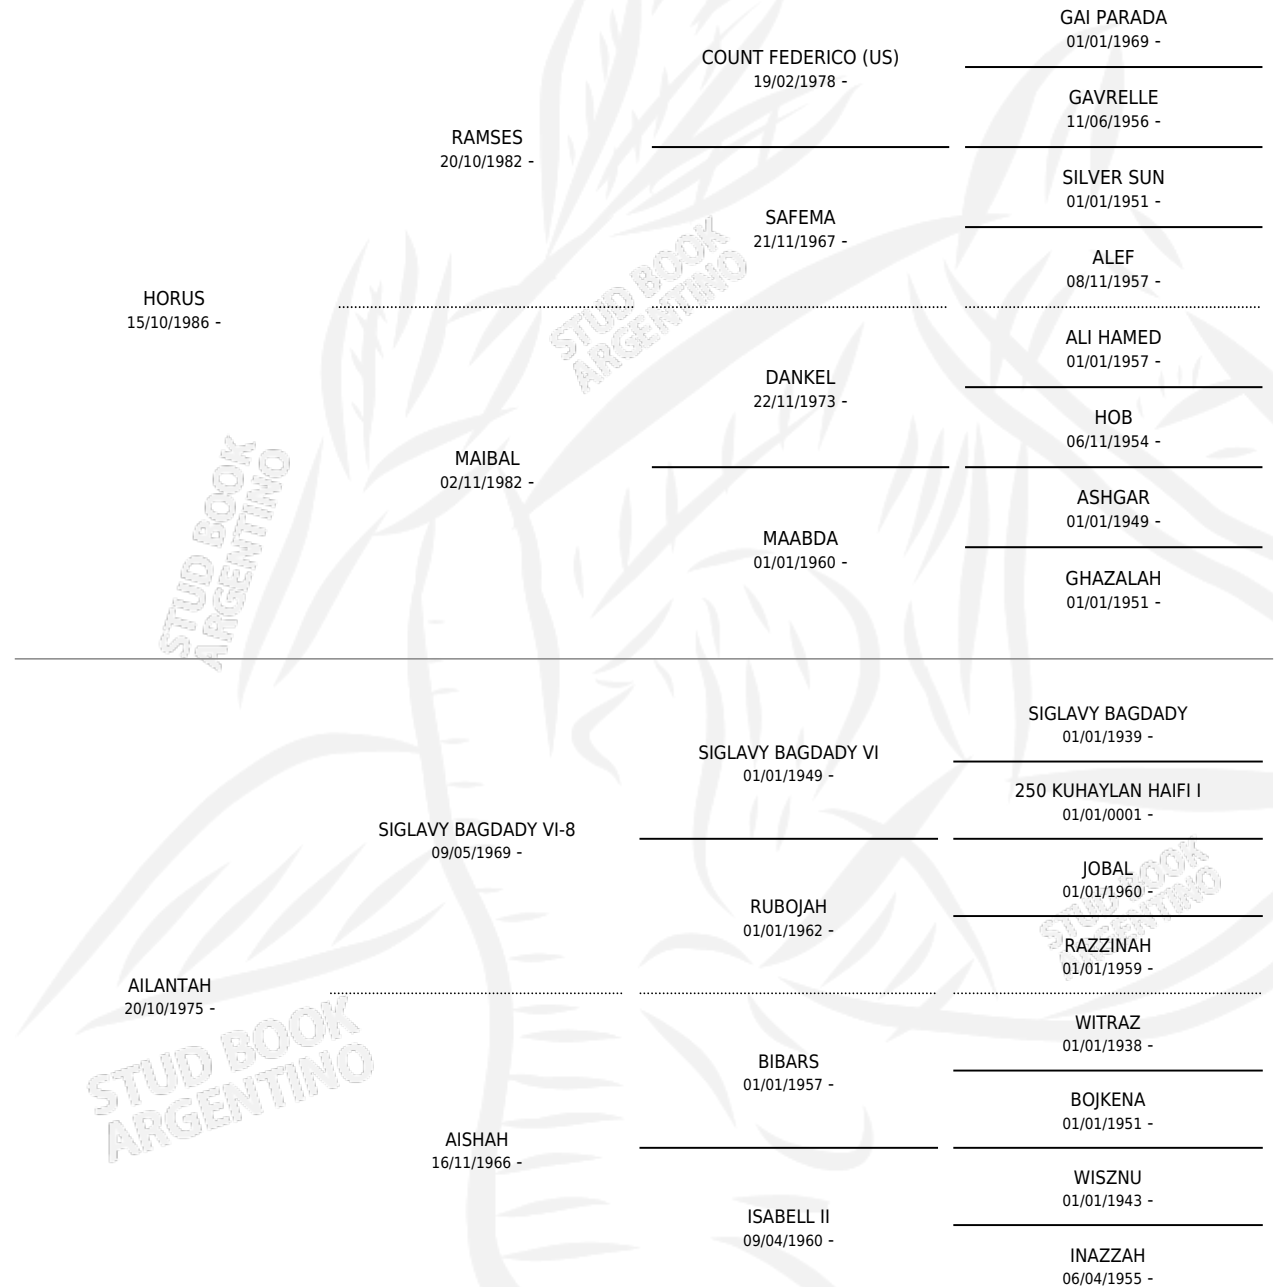 GAI PARADA
01/01/1969 -
COUNT FEDERICO (US)
19/02/1978 -
GAVRELLE
11/06/1956 -
RAMSES
20/10/1982 -
SILVER SUN
01/01/1951 -
SAFEMA
21/11/1967 -
ALEF
08/11/1957 -
HORUS
15/10/1986 -
ALI HAMED
01/01/1957 -
DANKEL
22/11/1973 -
HOB
06/11/1954 -
MAIBAL
02/11/1982 -
ASHGAR
01/01/1949 -
MAABDA
01/01/1960 -
GHAZALAH
01/01/1951 -
SIGLAVY BAGDADY
01/01/1939 -
SIGLAVY BAGDADY VI
01/01/1949 -
250 KUHAYLAN HAIFI I
01/01/0001 -
SIGLAVY BAGDADY VI-8
09/05/1969 -
JOBAL
01/01/1960 -
RUBOJAH
01/01/1962 -
RAZZINAH
01/01/1959 -
AILANTAH
20/10/1975 -
WITRAZ
01/01/1938 -
BIBARS
01/01/1957 -
BOJKENA
01/01/1951 -
AISHAH
16/11/1966 -
WISZNU
01/01/1943 -
ISABELL II
09/04/1960 -
INAZZAH
06/04/1955 -
STUD BOOK
ARGENTINO
STUD BOOK
ARGENTINO
STUD BOOK
ARGENTINO
STUD BOOK
ARGENTINO